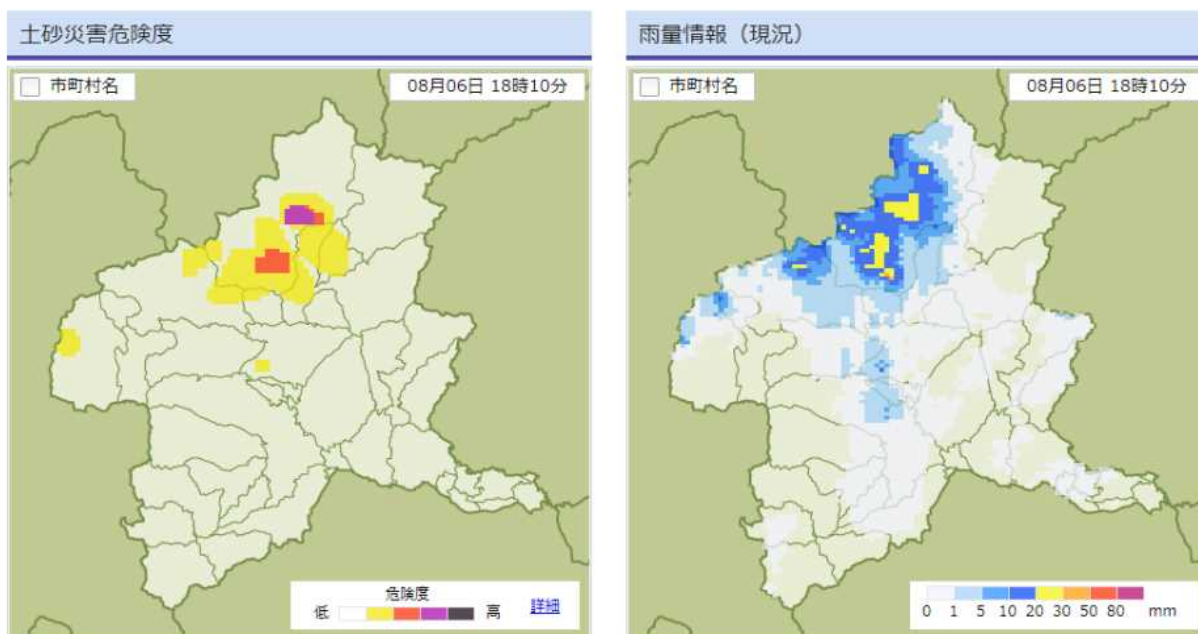 土砂災害危険度
市町村名
08月06日 18時10分
危険度
低
高
詳細
雨量情報（現況）
市町村名
08月06日 18時10分
0 1 5 10 20 30 50 80 mm